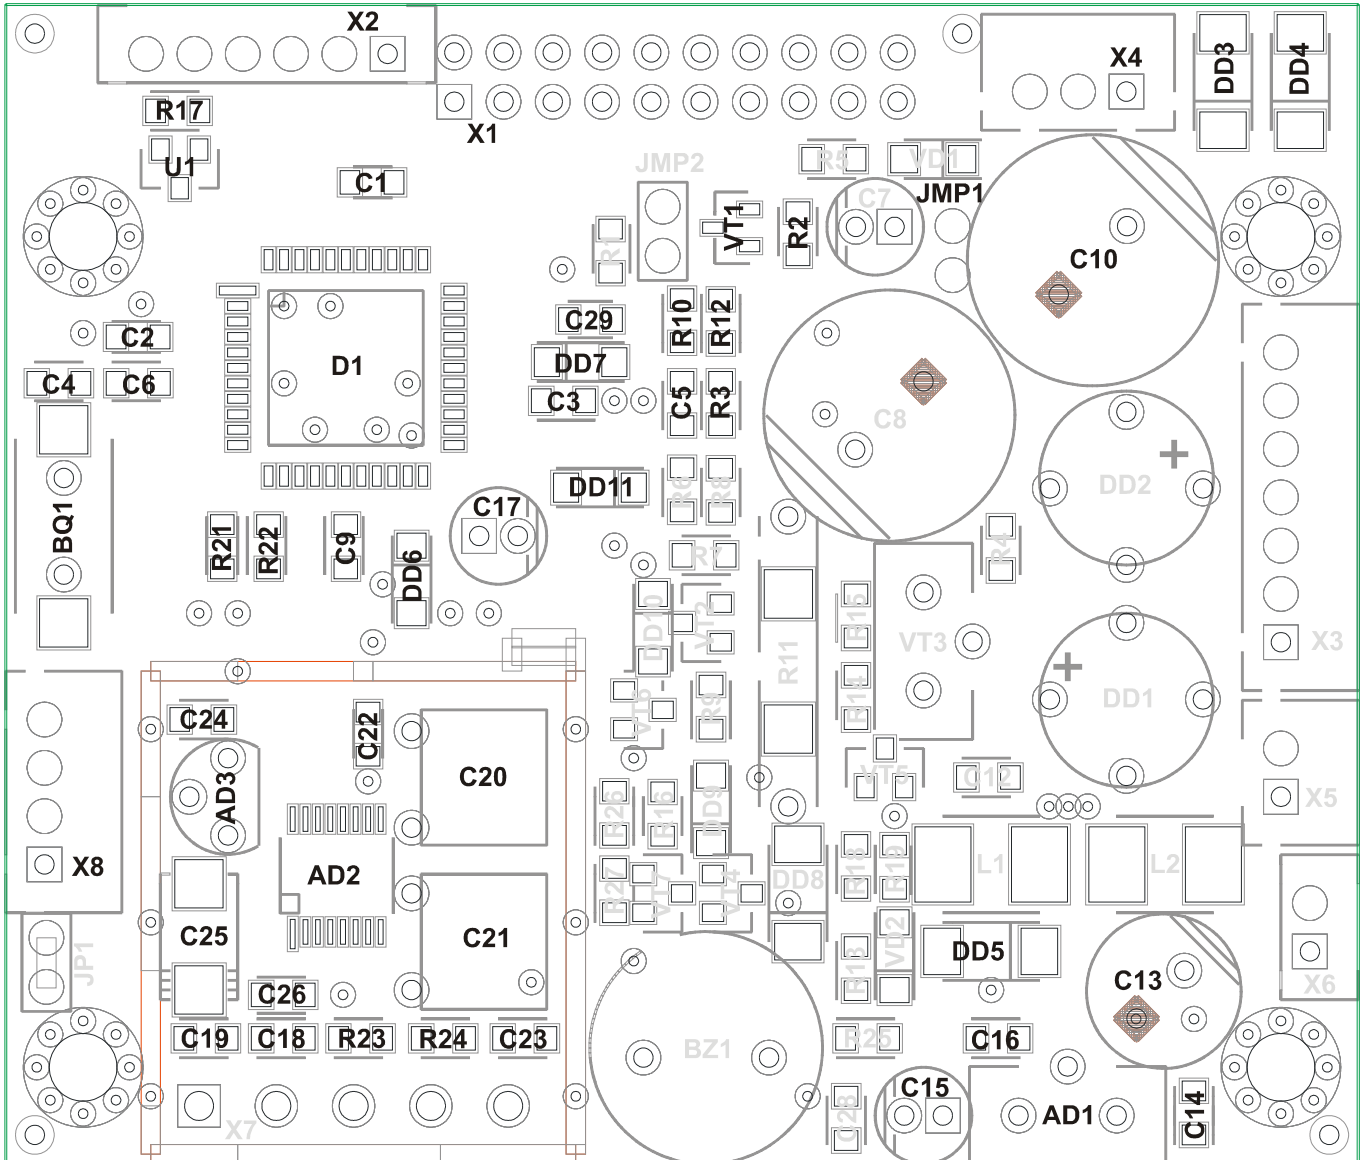 X2
X4
DD3
DD4
R17
X1
U1
C1
JMP2
R5
VD1
C7
JMP1
VT1
R2
R1
C10
C29
R10
R12
C2
D1
DD7
C4
C6
C3
C5
R3
C8
+
DD2
DD11
R6
R8
C17
BQ1
R21
R22
C9
DD6
R7
R4
DD10
VT2
R15
VT3
X3
R11
+
DD1
VT6
R9
R14
C24
C22
AD3
C20
VT5
C12
X5
R26
R16
DD9
X8
AD2
R18
R19
L1
L2
R27
VT7
VT4
DD8
C25
C21
JP1
R13
VD2
DD5
C13
X6
C26
C19
C18
R23
R24
C23
BZ1
R25
C16
X7
C28
C15
AD1
C14